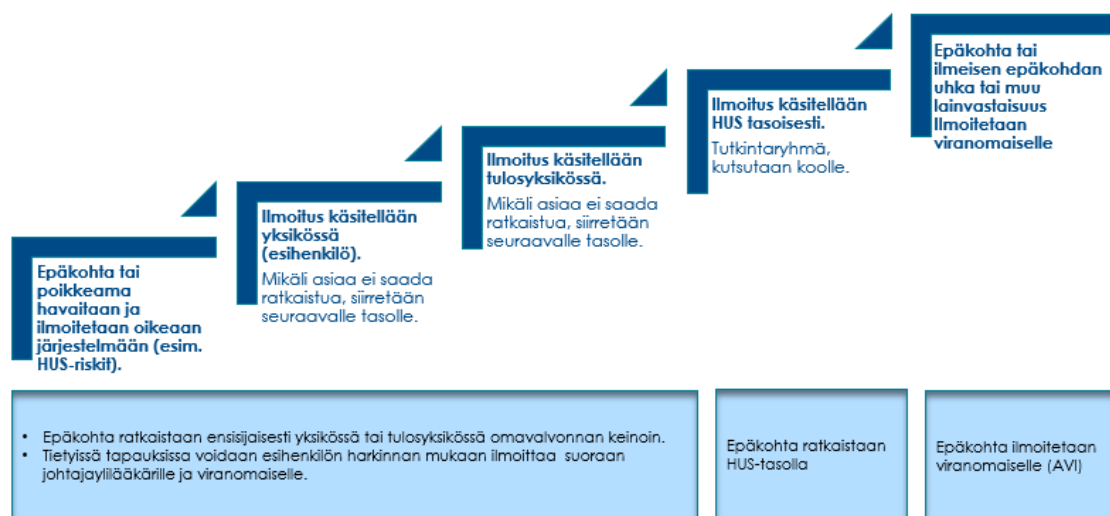 Epäkohta tai
poikkeama
havaitaan ja
ilmoitetaan oikeaan
järjestelmään (esim.
HUS-riskit).
Ilmoitus käsitellään
yksikössä
(esihenkilö).
Mikäli asiaa ei saada
ratkaistua, siirretään
seuraavalle tasolle.
Ilmoitus käsitellään
tulosyksikössä.
Mikäli asiaa ei saada
ratkaistua, siirretään
seuraavalle tasolle.
Ilmoitus käsitellään
HUS tasoisesti.
Tutkintaryhmä,
kutsutaan koolle.
Epäkohta tai
ilmeisen epäkohdan
uhka tai muu
lainvastaisuus
Ilmoitetaan
viranomaiselle
• Epäkohta ratkaistaan ensisijaisesti yksikössä tai tulosyksikössä omavalvonnan keinoin.
• Tietyissä tapauksissa voidaan esihenkilön harkinnan mukaan ilmoittaa suoraan
johtajaylilääkärille ja viranomaiselle.
Epäkohta ratkaistaan
HUS-tasolla
Epäkohta ilmoitetaan
viranomaiselle (AVI)